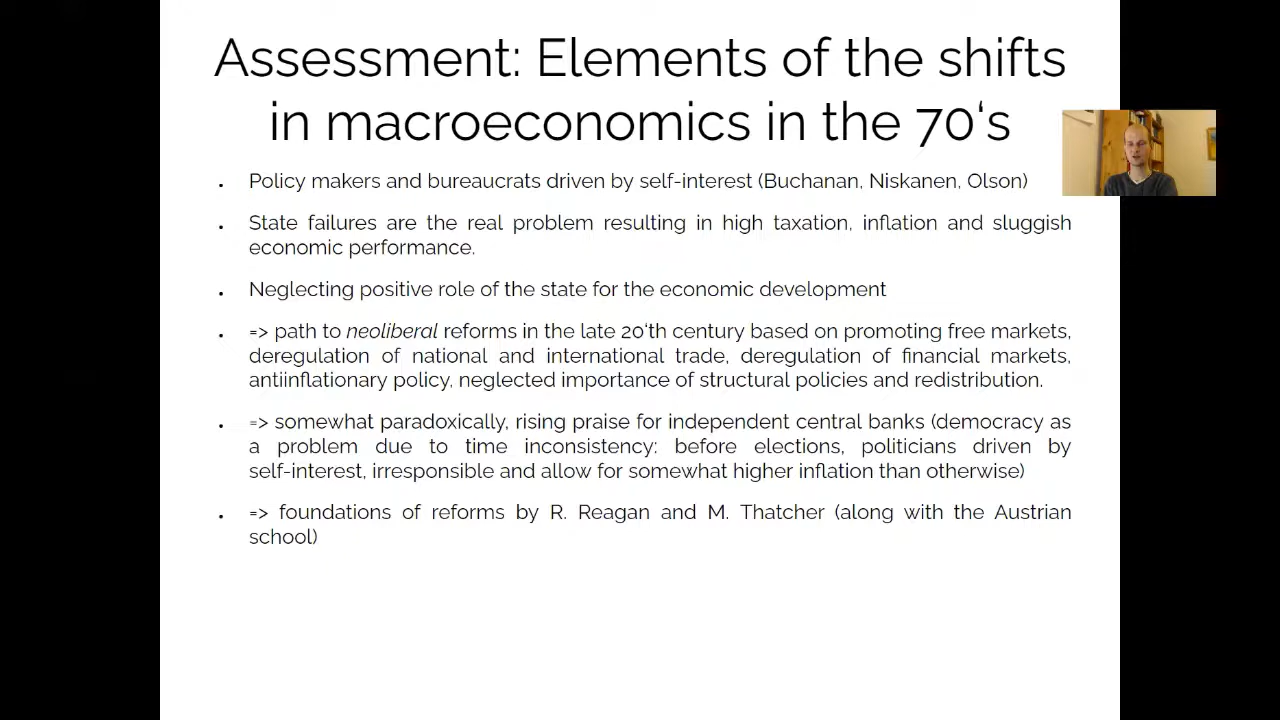 Assessment: Elements of the shifts
in macroeconomics in the 70‘s
. Policy makers and bureaucrats driven by self-interest (Buchanan, Niskanen, Olson)
. State failures are the real problem resulting in high taxation, inflation and sluggish
economic performance.
. Neglecting positive role of the state for the economic development
. => path to neoliberal reforms in the late 20‘th century based on promoting free markets,
deregulation of national and international trade, deregulation of financial markets,
antiinflationary policy, neglected importance of structural policies and redistribution.
. => somewhat paradoxically, rising praise for independent central banks (democracy as
a problem due to time inconsistency: before elections, politicians driven by
self-interest, irresponsible and allow for somewhat higher inflation than otherwise)
. => foundations of reforms by R. Reagan and M. Thatcher (along with the Austrian
school)